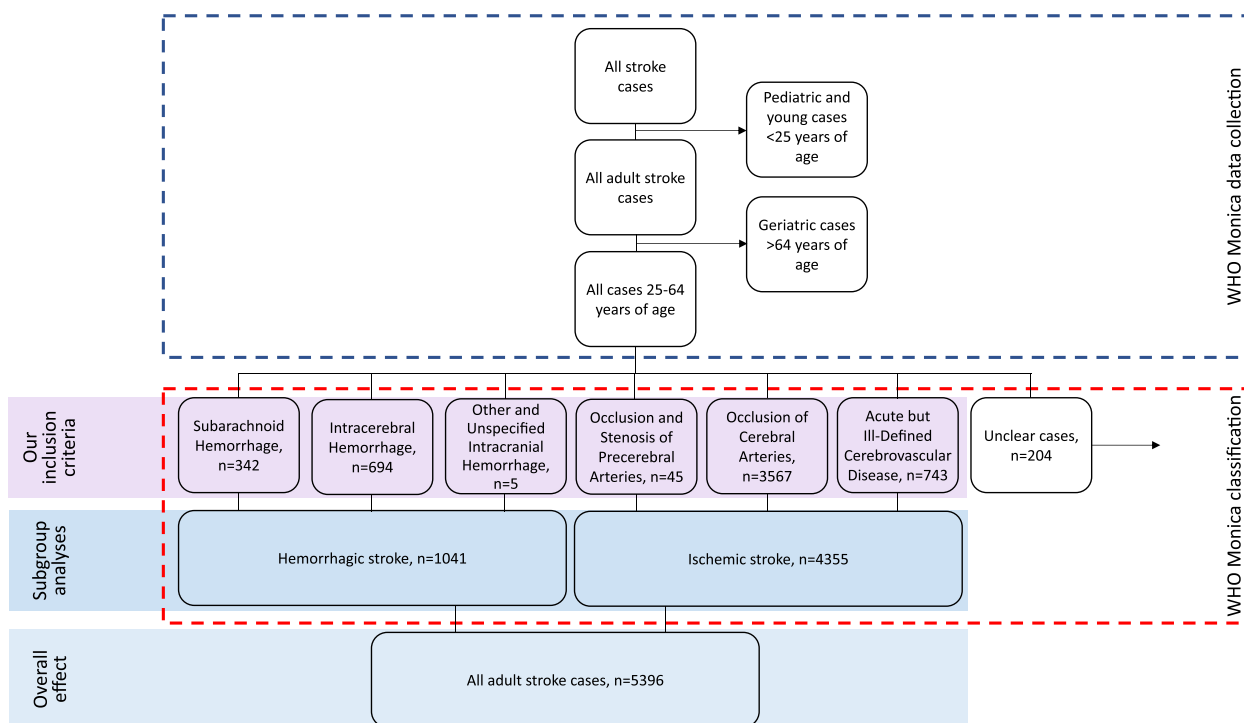 All stroke
cases
Pediatric and
young cases
<25 years of
age
All adult stroke
cases
Geriatric cases
>64 years of
age
All cases 25-64
years of age
WHO Monica data collection
Our
inclusion
criteria
Subarachnoid
Hemorrhage,
n=342
Intracerebral
Hemorrhage,
n=694
Other and
Unspecified
Intracranial
Hemorrhage,
n=5
Occlusion and
Stenosis of
Precerebral
Arteries, n=45
Occlusion of
Cerebral
Arteries,
n=3567
Acute but
Ill-Defined
Cerebrovascular
Disease, n=743
Unclear cases,
n=204
Subgroup
analyses
Hemorrhagic stroke, n=1041
Ischemic stroke, n=4355
WHO Monica classification
Overall
effect
All adult stroke cases, n=5396